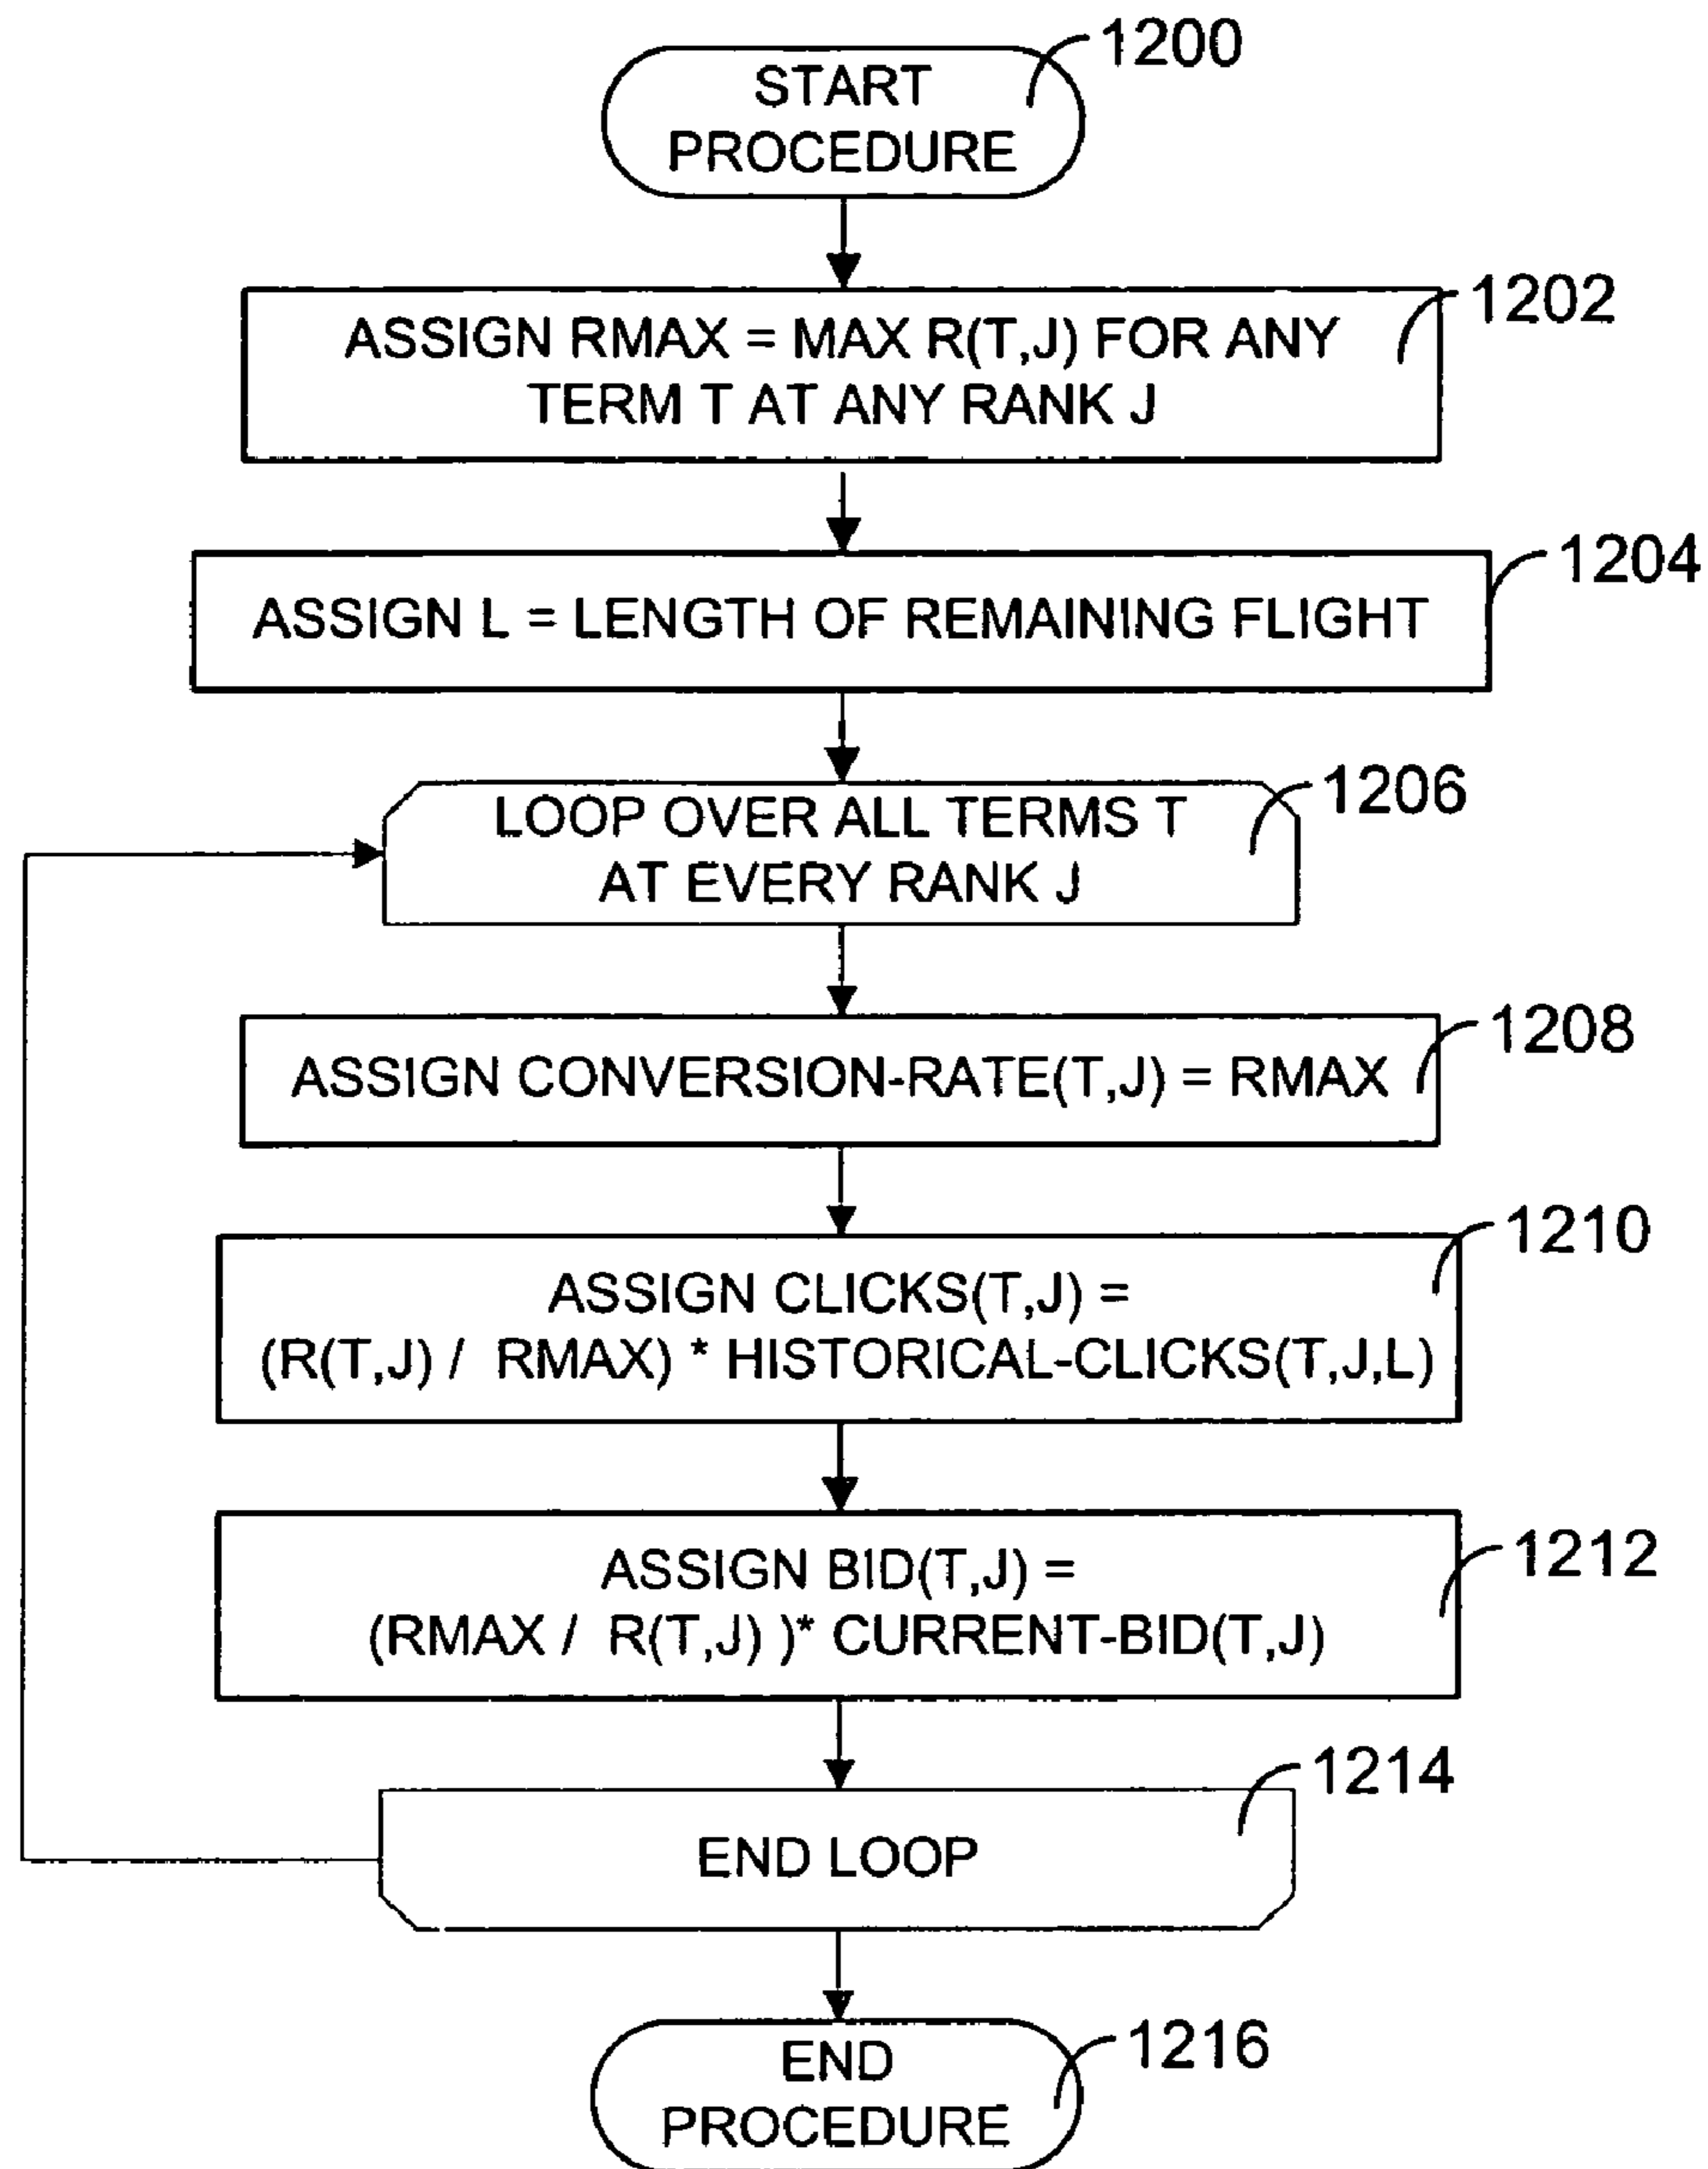 START
PROCEDURE
1200
ASSIGN RMAX = MAX R(T,J) FOR ANY
TERM T AT ANY RANK J
1202
ASSIGN L = LENGTH OF REMAINING FLIGHT
1204
LOOP OVER ALL TERMS T
AT EVERY RANK J
1206
ASSIGN CONVERSION-RATE(T,J) = RMAX
1208
ASSIGN CLICKS(T,J) =
(R(T,J) / RMAX) * HISTORICAL-CLICKS(T,J,L)
1210
ASSIGN BID(T,J) =
(RMAX / R(T,J) )* CURRENT-BID(T,J)
1212
END LOOP
1214
END
PROCEDURE
1216